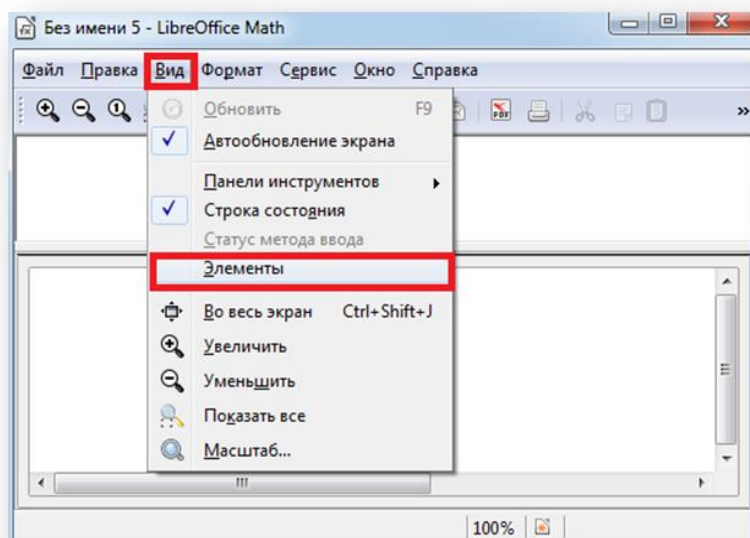 Без имени 5 - LibreOffice Math
Файл Правка Вид Формат Сервис Окно Справка
Обновить F9
PDF
Автообновление экрана
Панели инструментов
Строка состояния
Статус метода ввода
Элементы
Во весь экран Ctrl+Shift+J
Увеличить
Уменьшить
Показать все
Масштаб...
100%